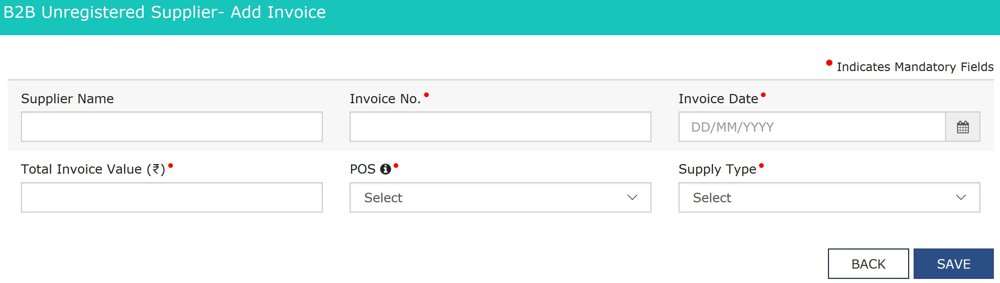 B2B Unregistered Supplier- Add Invoice
• Indicates Mandatory Fields
Supplier Name
Invoice No.•
Invoice Date•
DD/MM/YYYY
Total Invoice Value (₹)•
POS •
Supply Type•
Select
Select
BACK
SAVE